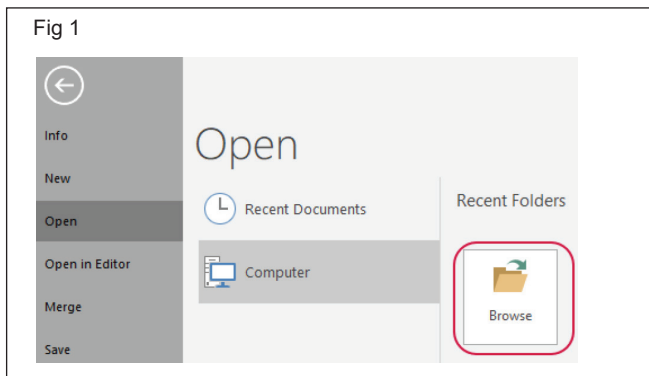 Fig 1
Info
New
Open
Open in Editor
Merge
Save
Open
Recent Documents
Computer
Recent Folders
Browse